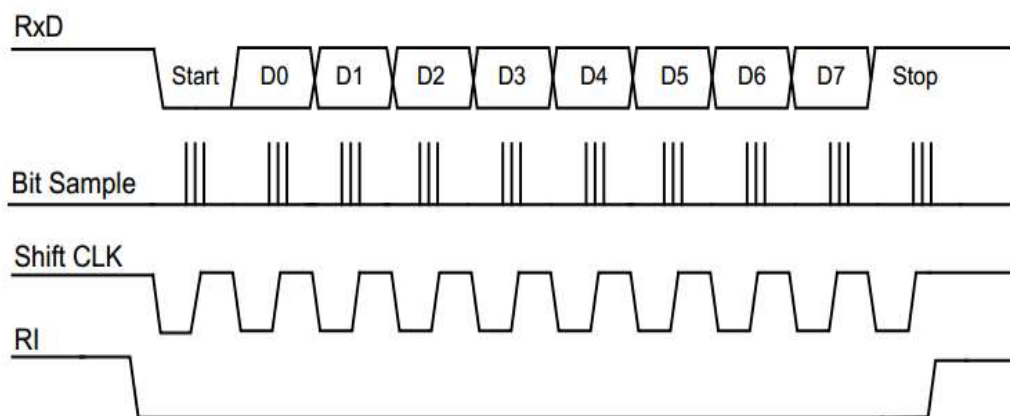 RxD
Start D0 D1 D2 D3 D4 D5 D6 D7 Stop
Bit Sample
Shift CLK
RI